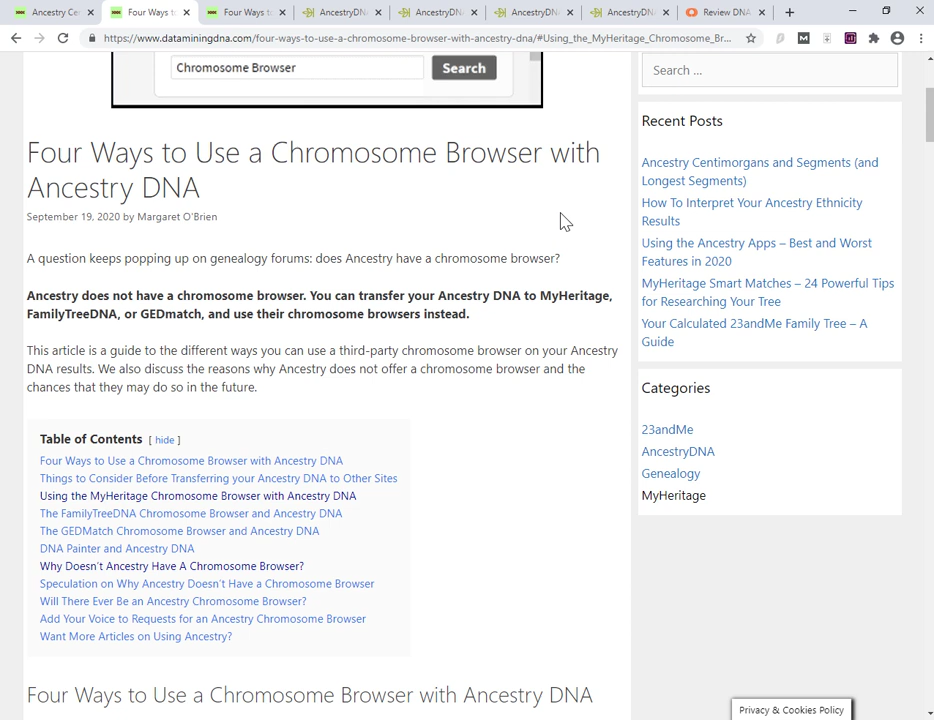 Ancestry Ce
Four Ways to
Four Ways to
AncestryDN
AncestryDN
AncestryDN
AncestryDN
Review DNA
https://www.dataminingdna.com/four-ways-to-use-a-chromosome-browser-with-ancestry-dna/#Using_the_MyHeritage_Chromosome_Br...
Chromosome Browser
Search
Search ...
Four Ways to Use a Chromosome Browser with
Ancestry DNA
September 19, 2020 by Margaret O'Brien
A question keeps popping up on genealogy forums: does Ancestry have a chromosome browser?
Ancestry does not have a chromosome browser. You can transfer your Ancestry DNA to MyHeritage,
FamilyTreeDNA, or GEDmatch, and use their chromosome browsers instead.
This article is a guide to the different ways you can use a third-party chromosome browser on your Ancestry
DNA results. We also discuss the reasons why Ancestry does not offer a chromosome browser and the
chances that they may do so in the future.
Table of Contents [ hide ]
Four Ways to Use a Chromosome Browser with Ancestry DNA
Things to Consider Before Transferring your Ancestry DNA to Other Sites
Using the MyHeritage Chromosome Browser with Ancestry DNA
The FamilyTreeDNA Chromosome Browser and Ancestry DNA
The GEDMatch Chromosome Browser and Ancestry DNA
DNA Painter and Ancestry DNA
Why Doesn't Ancestry Have A Chromosome Browser?
Speculation on Why Ancestry Doesn't Have a Chromosome Browser
Will There Ever Be an Ancestry Chromosome Browser?
Add Your Voice to Requests for an Ancestry Chromosome Browser
Want More Articles on Using Ancestry?
Four Ways to Use a Chromosome Browser with Ancestry DNA
Recent Posts
Ancestry Centimorgans and Segments (and
Longest Segments)
How To Interpret Your Ancestry Ethnicity
Results
Using the Ancestry Apps – Best and Worst
Features in 2020
MyHeritage Smart Matches – 24 Powerful Tips
for Researching Your Tree
Your Calculated 23andMe Family Tree – A
Guide
Categories
23andMe
AncestryDNA
Genealogy
MyHeritage
Privacy & Cookies Policy